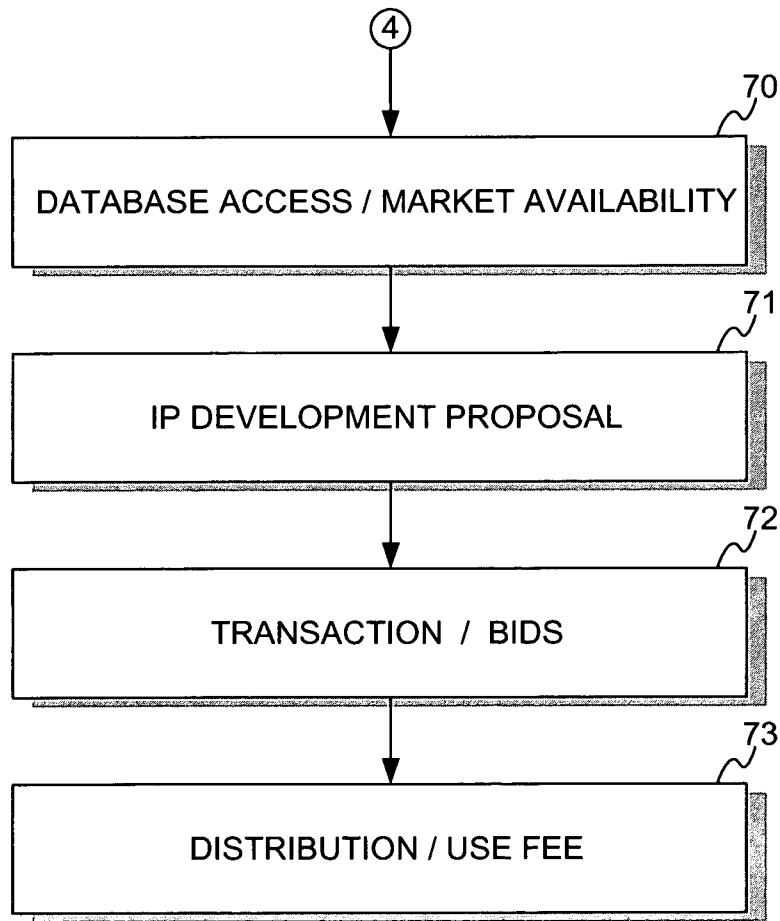 4
70
DATABASE ACCESS / MARKET AVAILABILITY
71
IP DEVELOPMENT PROPOSAL
72
TRANSACTION / BIDS
73
DISTRIBUTION / USE FEE